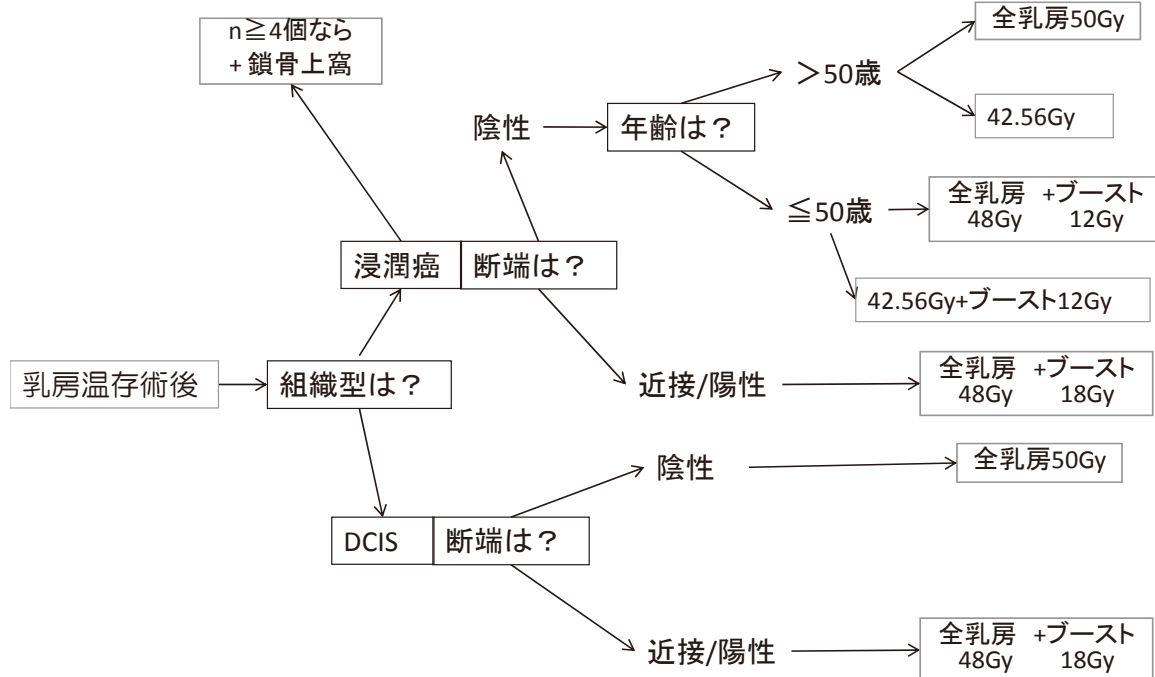 n≧4個なら
+鎖骨上窩
全乳房50Gy
>50歳
42.56Gy
陰性
年齢は?
≦50歳
全乳房 +ブースト
48Gy 12Gy
浸潤癌 断端は?
42.56Gy+ブースト12Gy
乳房温存術後
組織型は?
近接/陽性
全乳房 +ブースト
48Gy 18Gy
陰性
全乳房50Gy
DCIS 断端は?
近接/陽性
全乳房 +ブースト
48Gy 18Gy